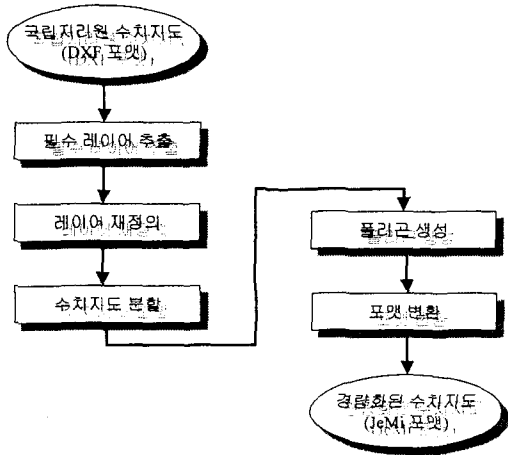 국립지리원 수치지도
(DXF 포맷)
필수 레이어 추출
레이어 재정의
수치지도 분할
폴리곤 생성
포맷 변환
경량화된 수치지도
(JeMi 포맷)